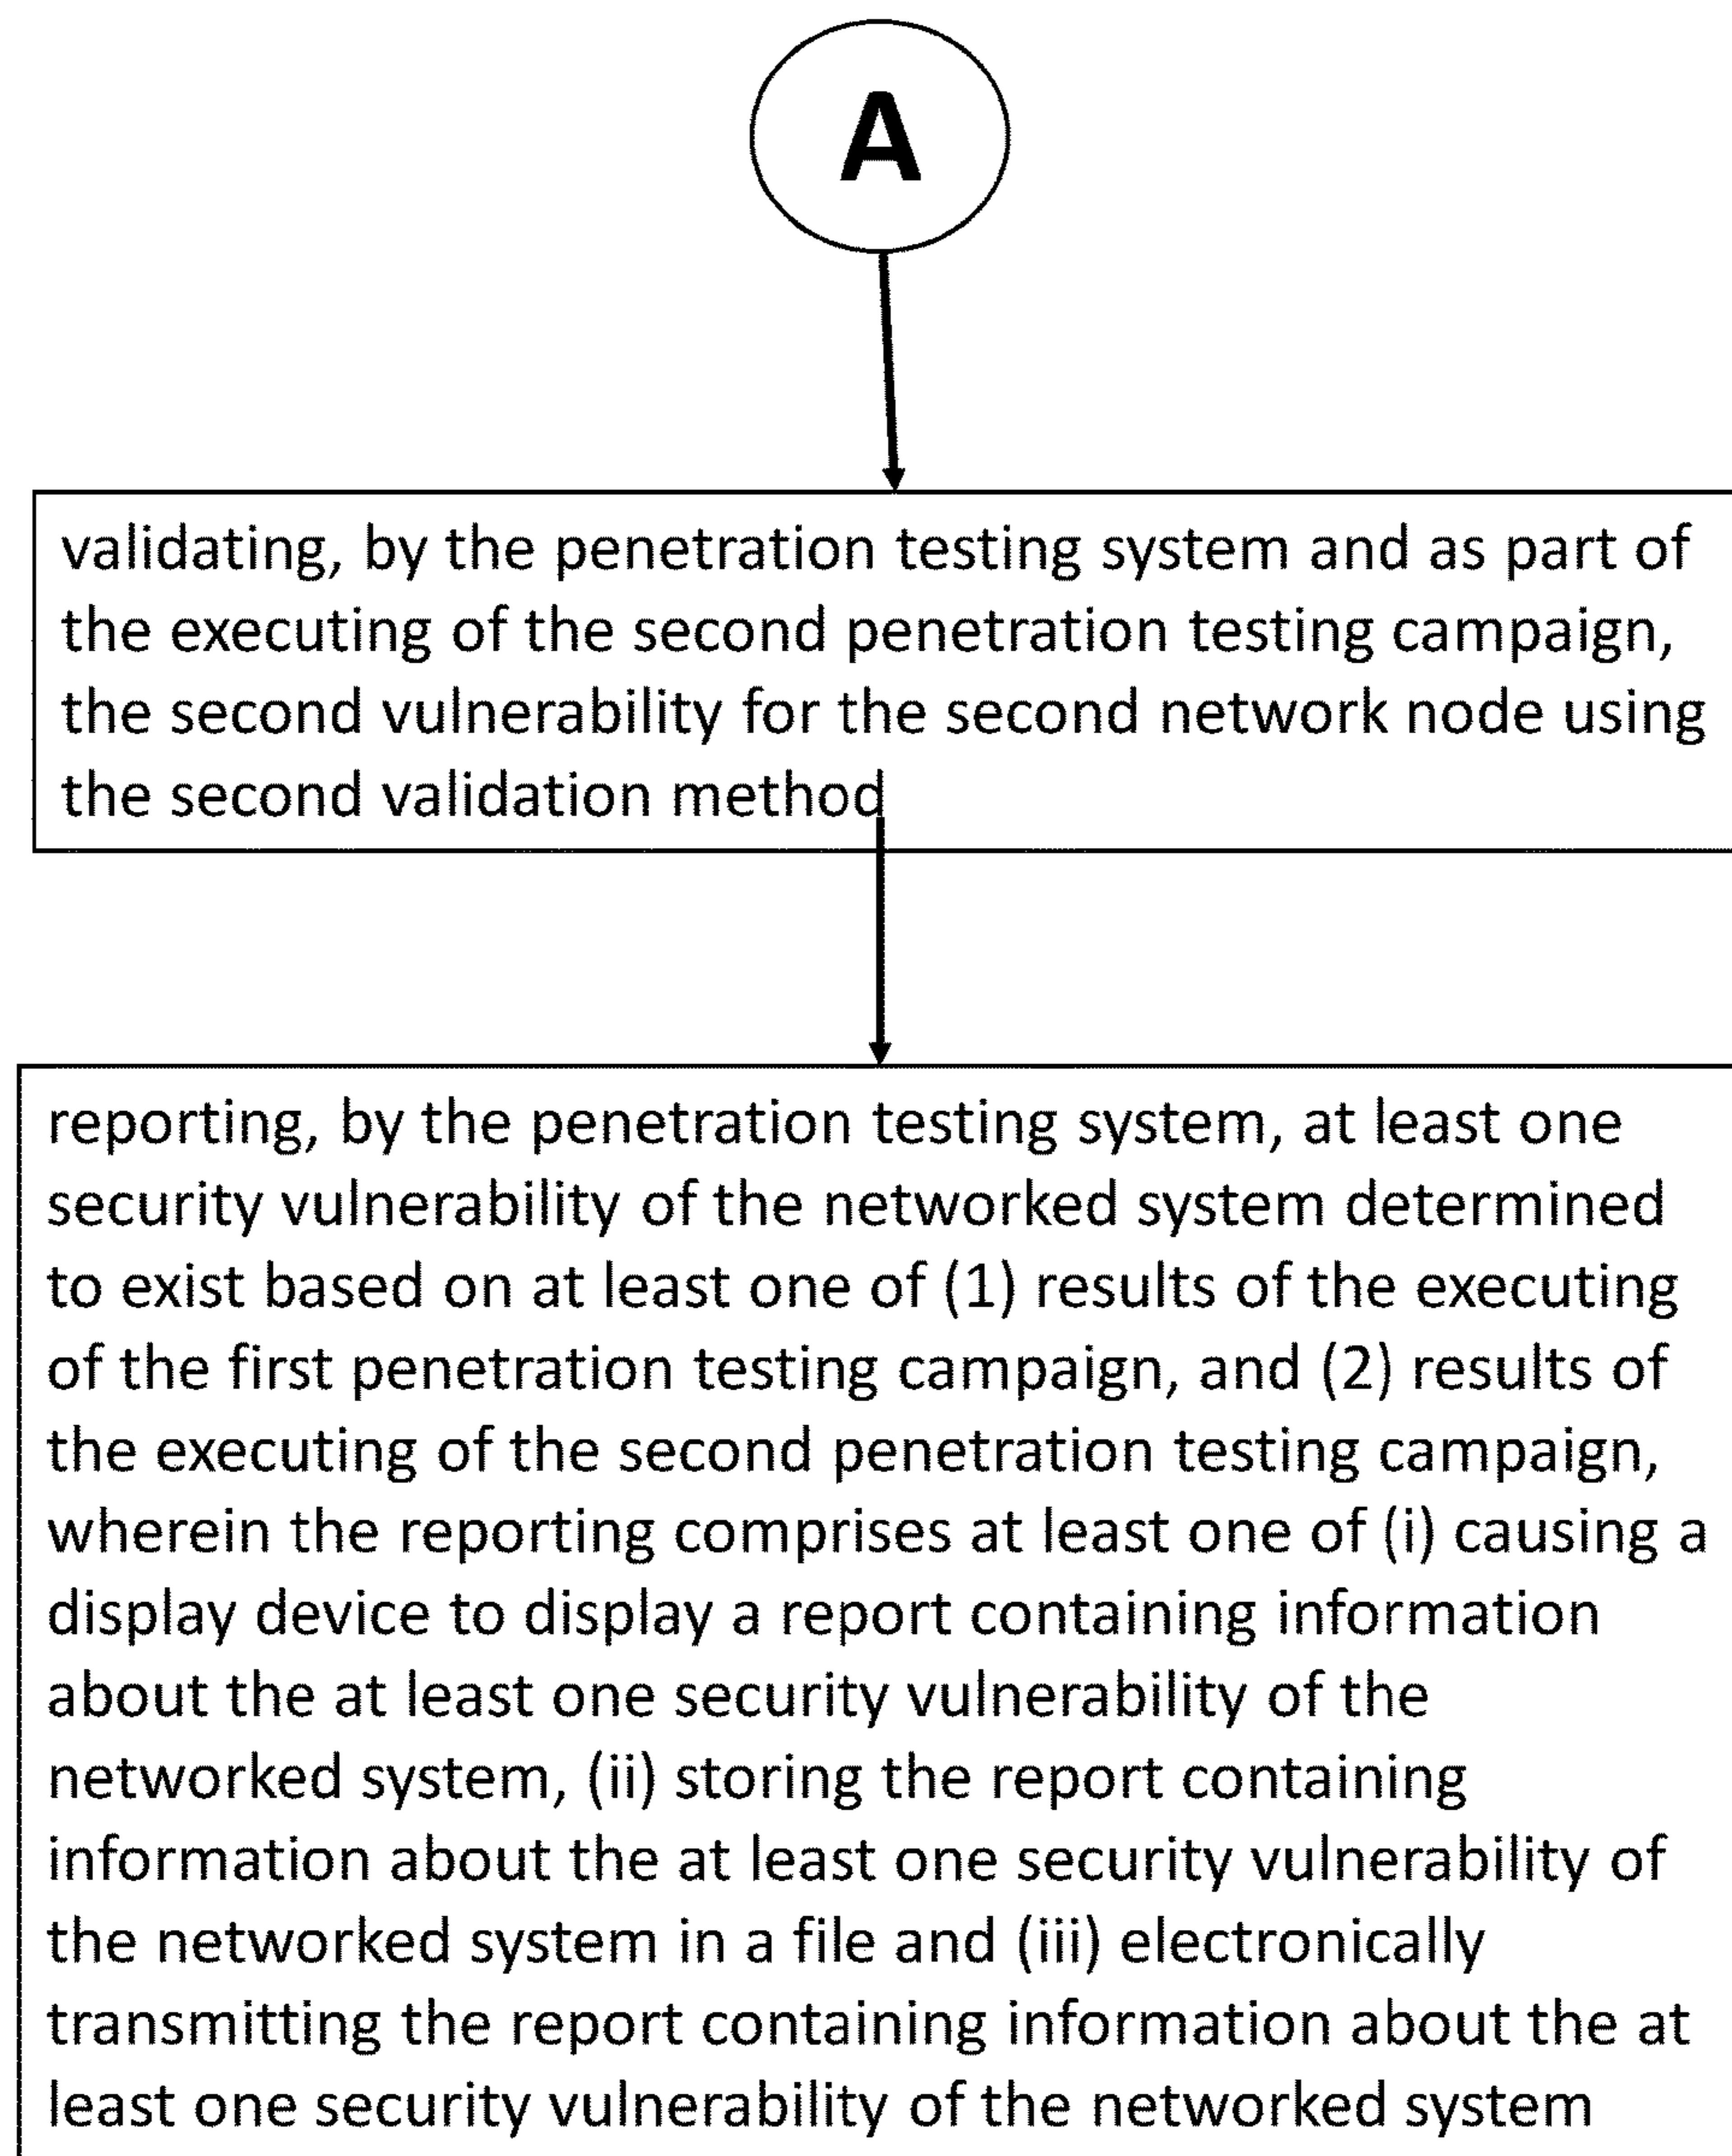 A
validating, by the penetration testing system and as part of
the executing of the second penetration testing campaign,
the second vulnerability for the second network node using
the second validation method
reporting, by the penetration testing system, at least one
security vulnerability of the networked system determined
to exist based on at least one of (1) results of the executing
of the first penetration testing campaign, and (2) results of
the executing of the second penetration testing campaign,
wherein the reporting comprises at least one of (i) causing a
display device to display a report containing information
about the at least one security vulnerability of the
networked system, (ii) storing the report containing
information about the at least one security vulnerability of
the networked system in a file and (iii) electronically
transmitting the report containing information about the at
least one security vulnerability of the networked system